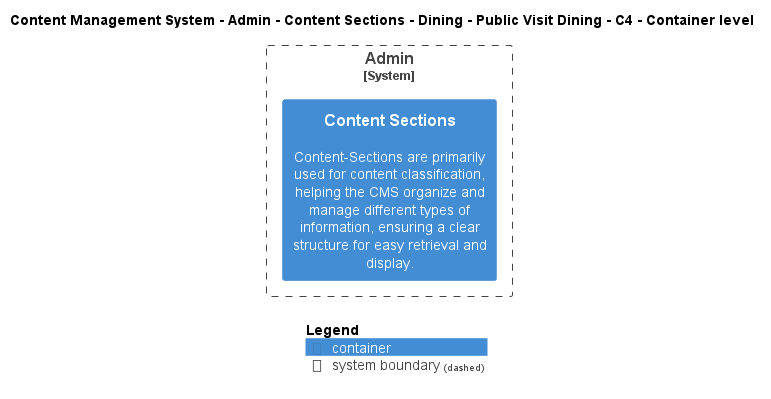 Content Management System - Admin - Content Sections - Dining - Public Visit Dining - C4 - Container level
Admin
[System]
Content Sections
Content-Sections are primarily
used for content classification,
helping the CMS organize and
manage different types of
information, ensuring a clear
structure for easy retrieval and
display.
Legend
container
system boundary (dashed)